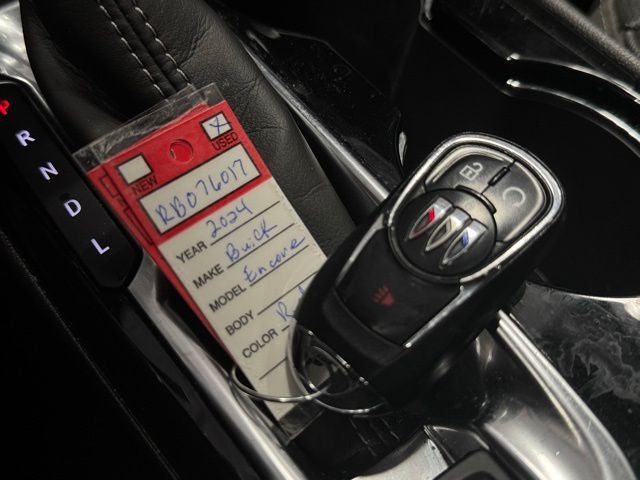 P
R
N
D
L
X
NEW USED
RB076017
YEAR 2024
MAKE Buick
MODEL Encore
BODY
COLOR